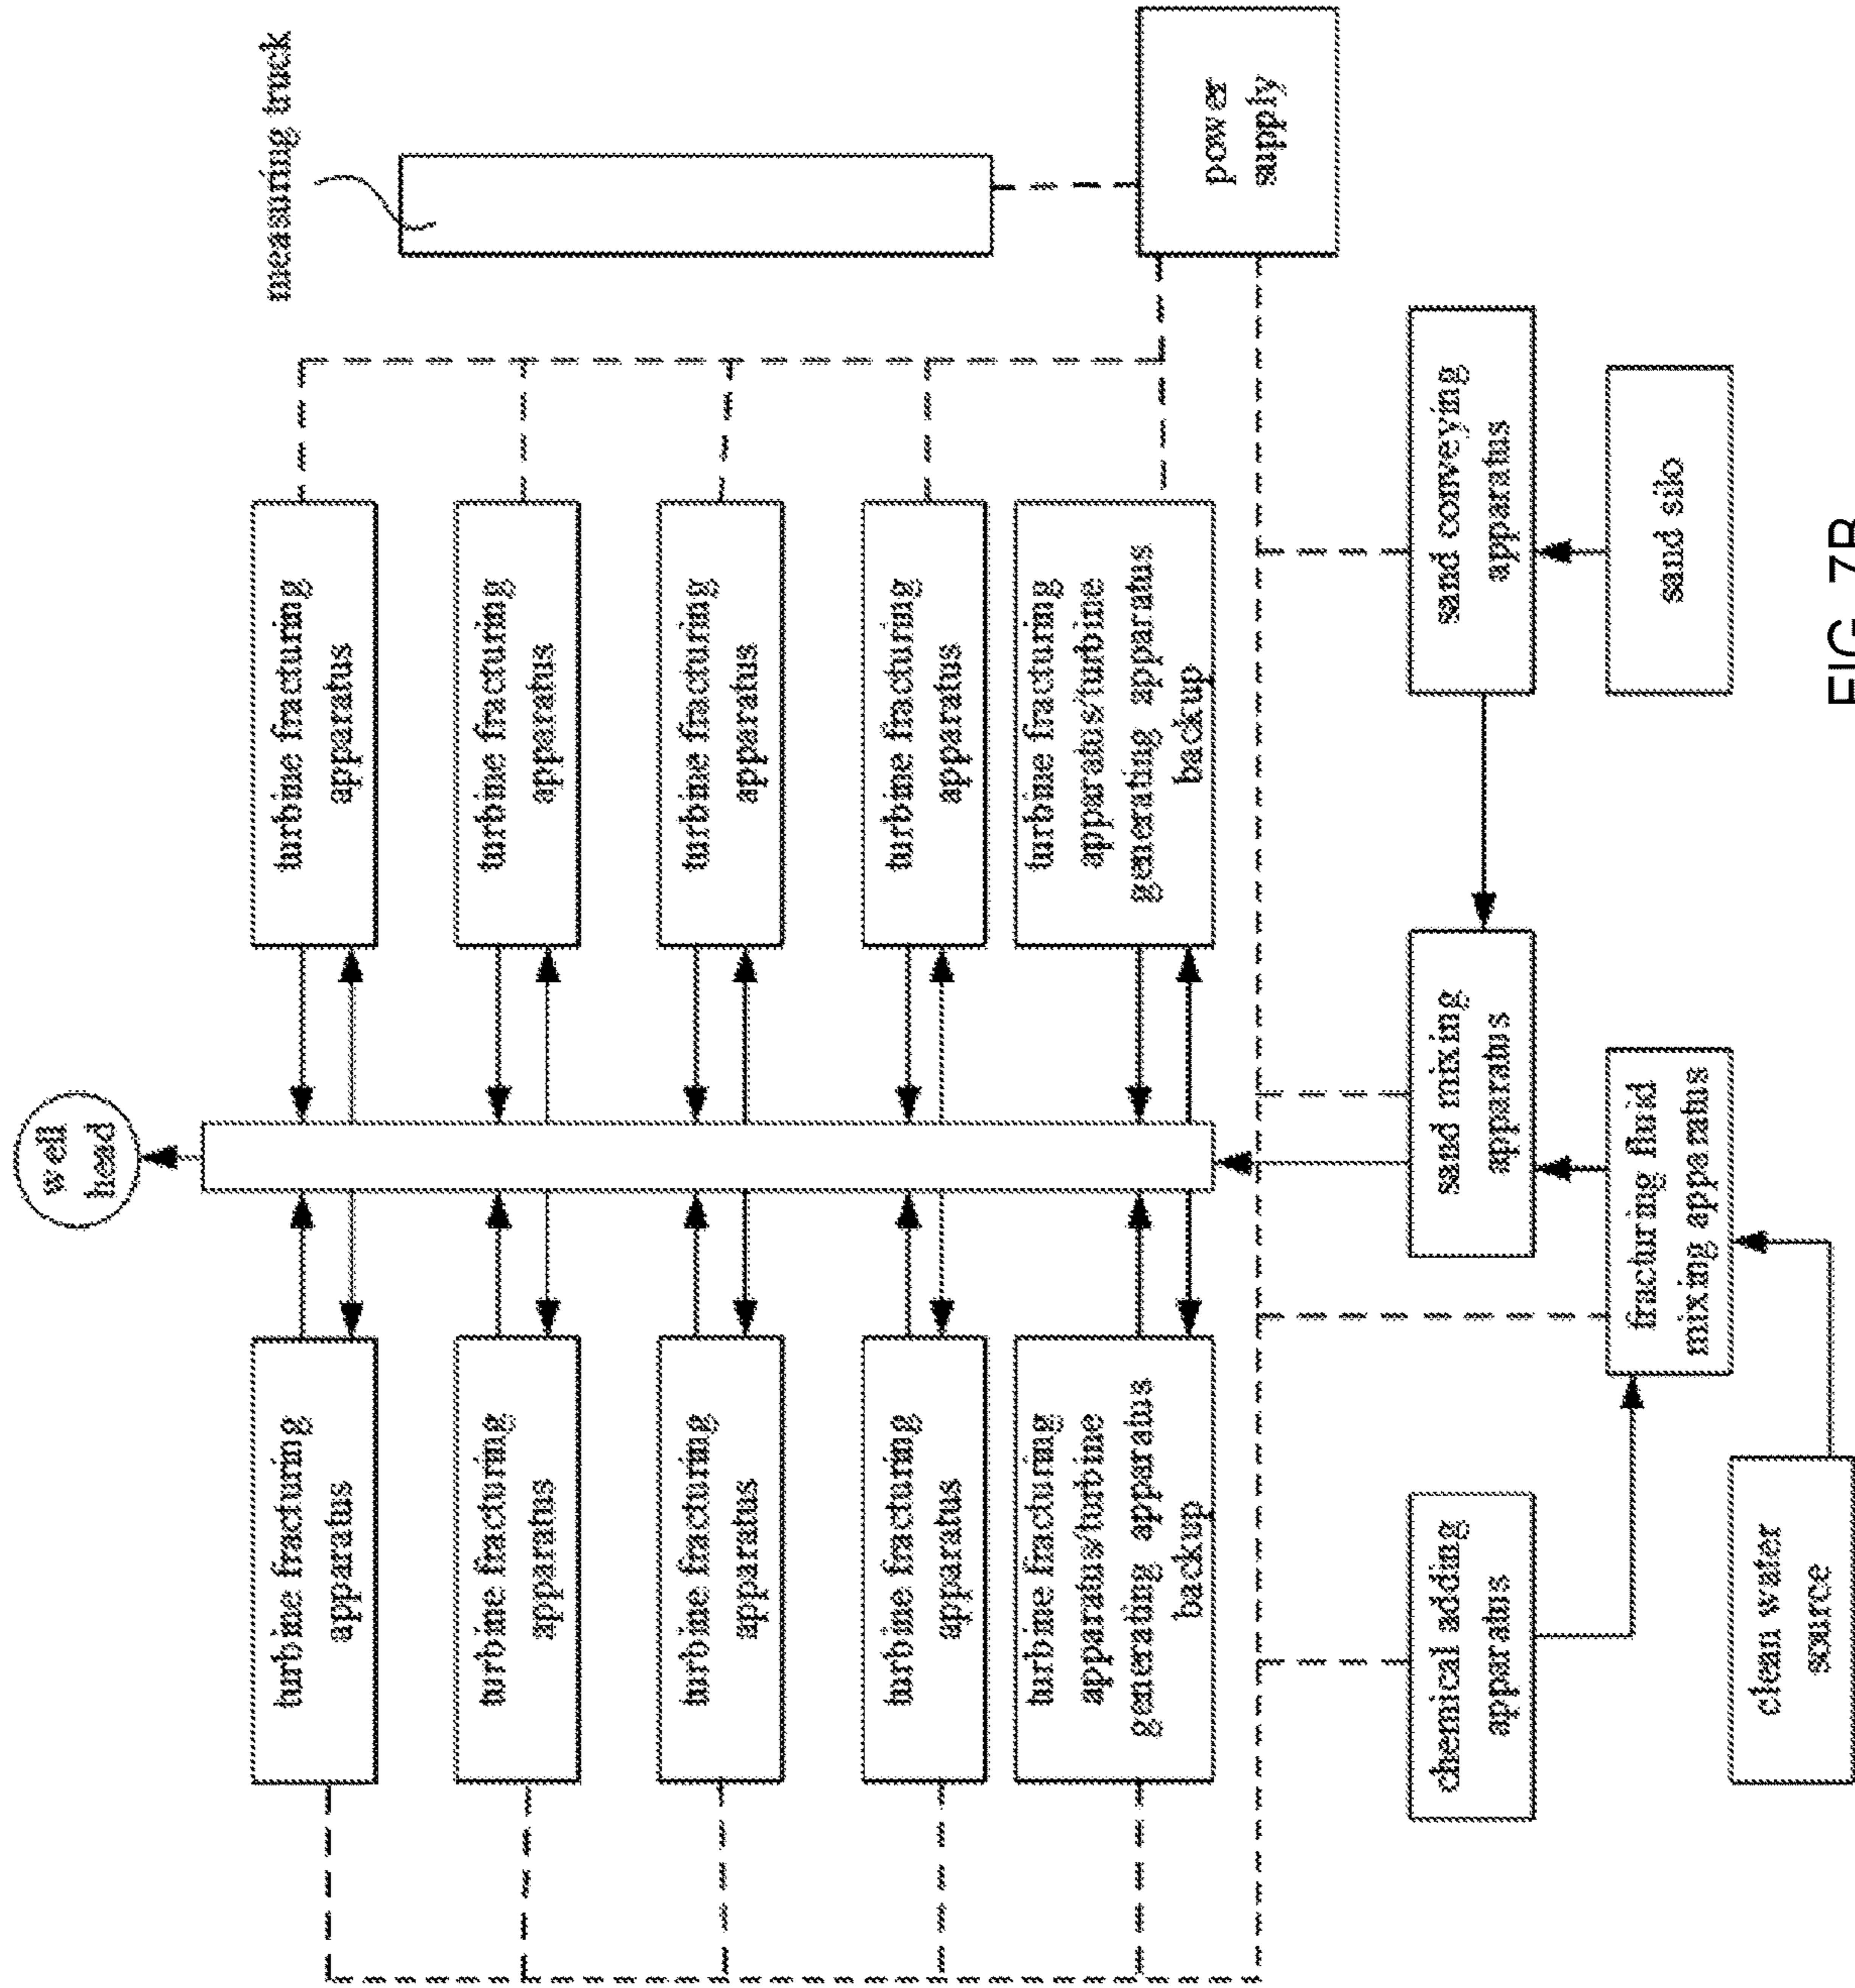 well
head
measuring truck
turbine fracturing
apparatus
turbine fracturing
apparatus
turbine fracturing
apparatus
turbine fracturing
apparatus
turbine fracturing
apparatus
turbine fracturing
apparatus
turbine fracturing
apparatus
turbine fracturing
apparatus
turbine fracturing
apparatus/turbine
generating apparatus
backup
turbine fracturing
apparatus/turbine
generating apparatus
backup
power
supply
chemical adding
apparatus
sand mixing
apparatus
sand conveying
apparatus
clean water
source
fracturing fluid
mixing apparatus
sand silo
FIG. 7B